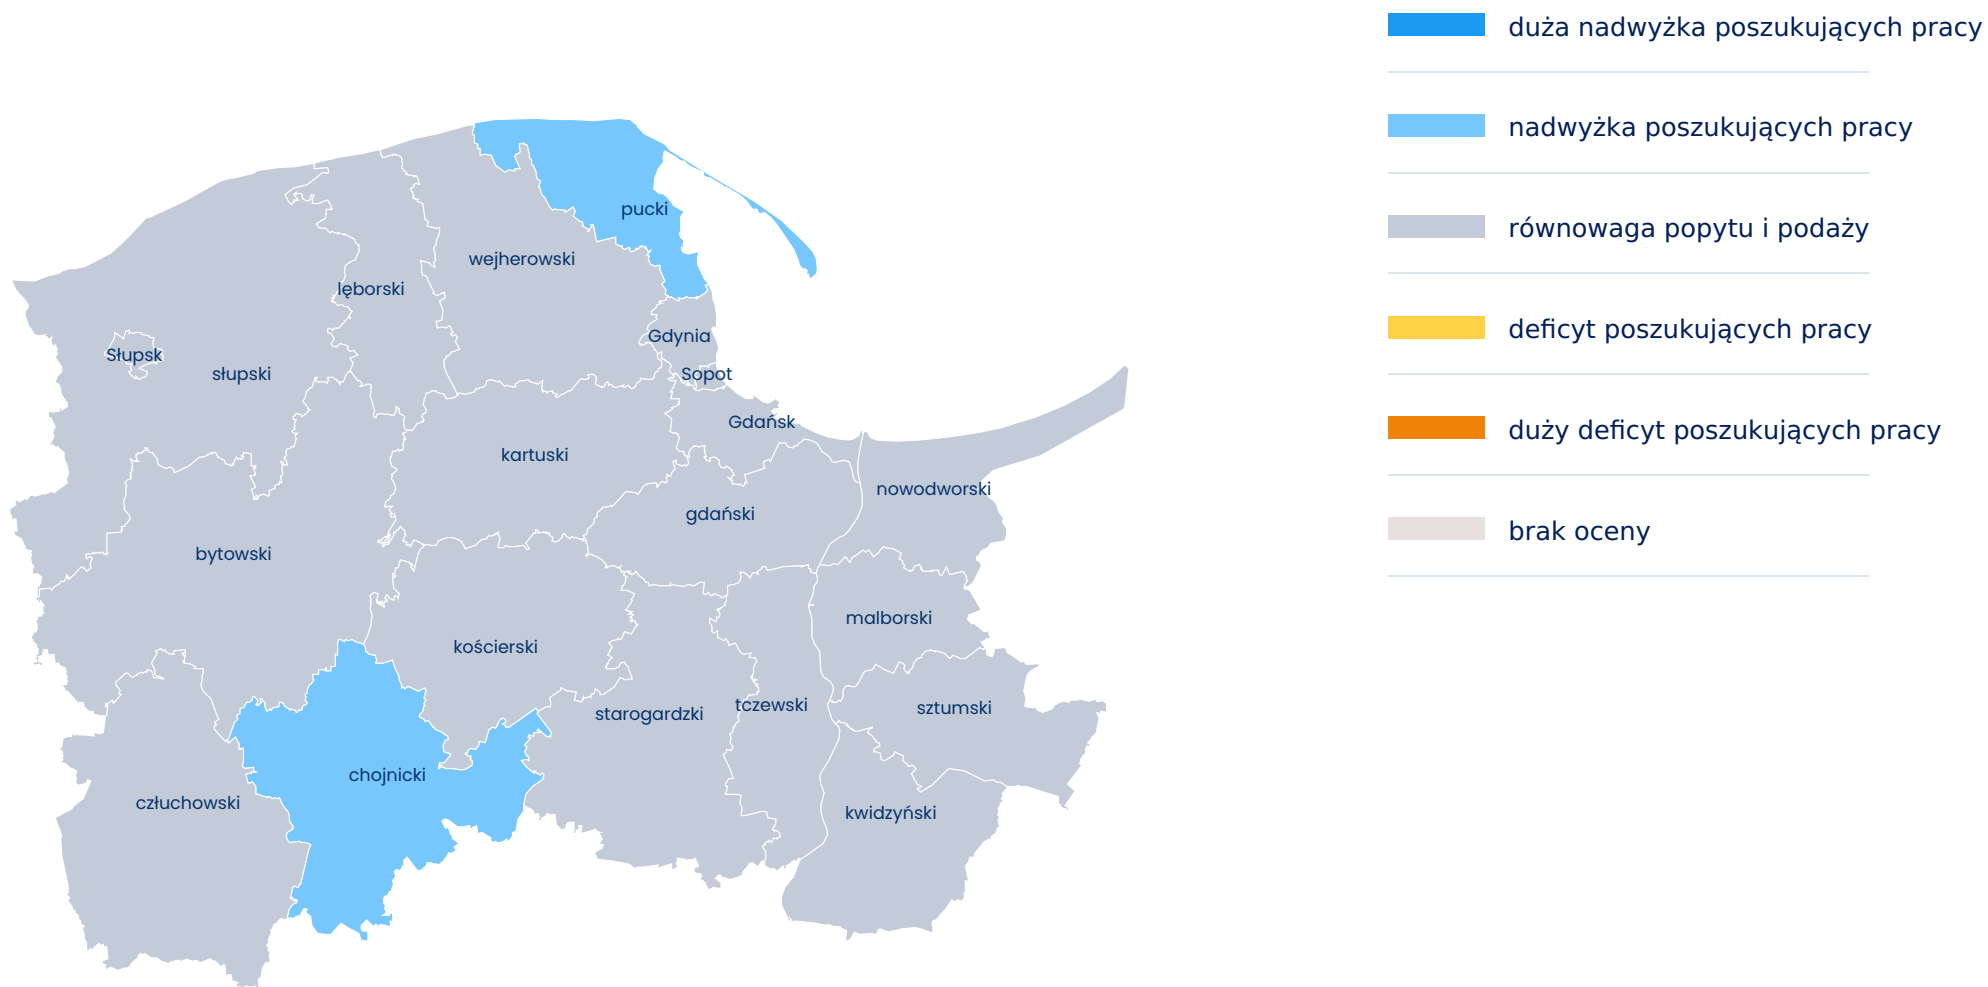 duża nadwyżka poszukujących pracy
nadwyżka poszukujących pracy
równowaga popytu i podaży
deficyt poszukujących pracy
duży deficyt poszukujących pracy
brak oceny
pucki
wejherowski
lęborski
Gdynia
Słupsk
słupski
Sopot
Gdańsk
kartuski
nowodworski
gdański
bytowski
malborski
kościerski
tczewski
sztumski
starogardzki
chojnicki
człuchowski
kwidzyński